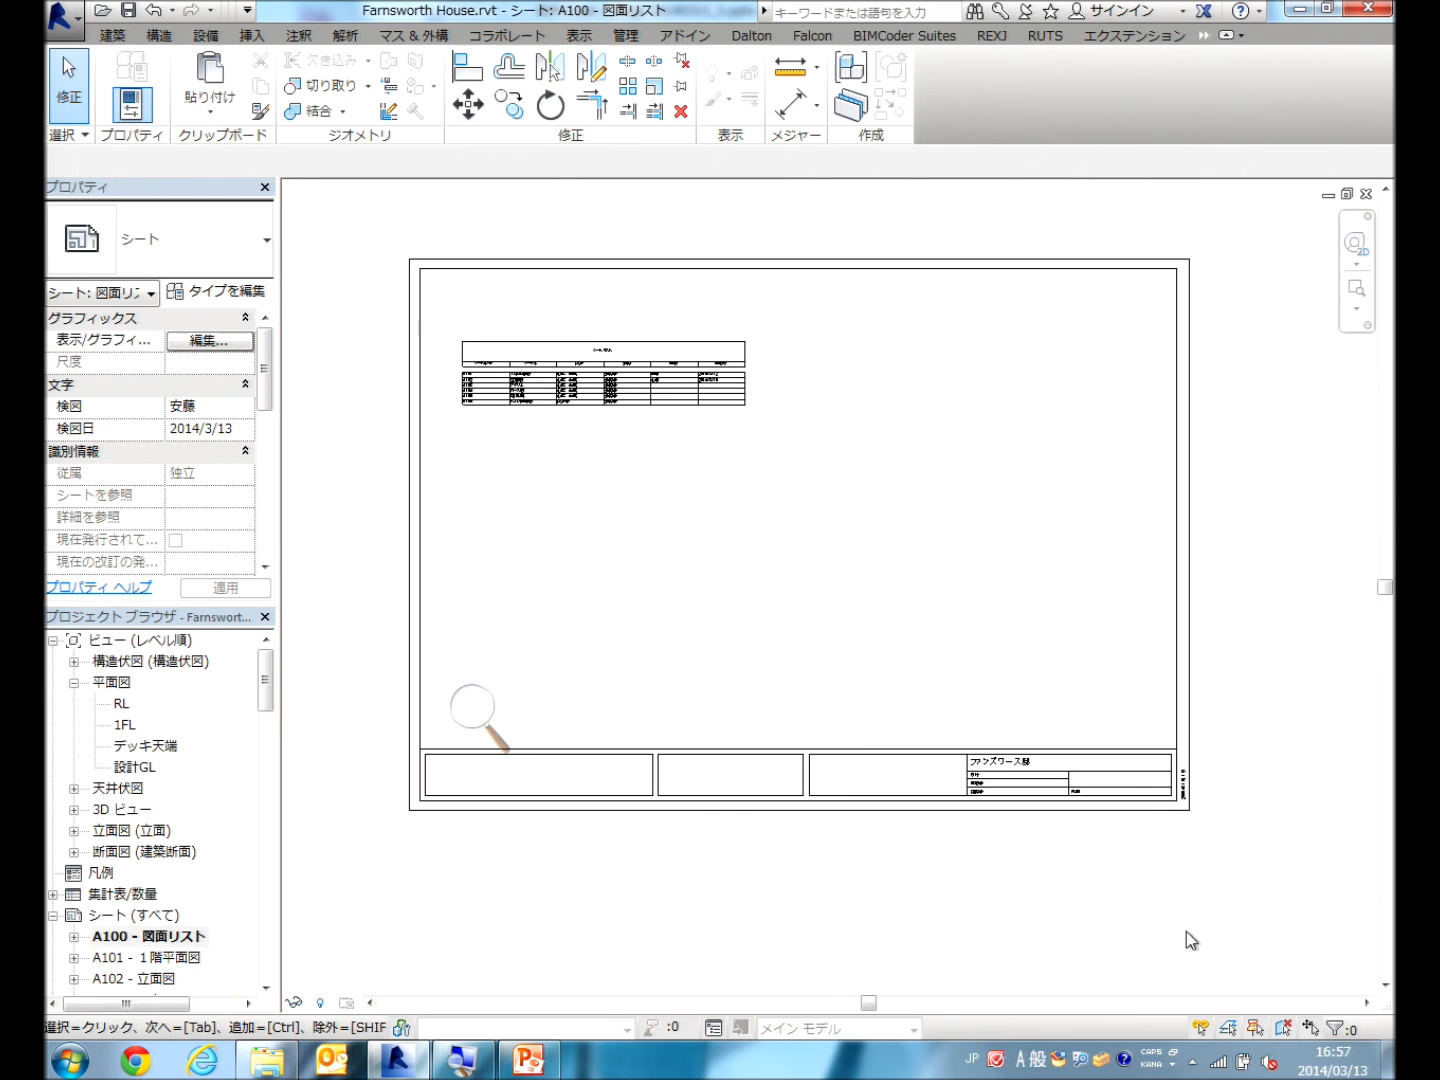 Farnsworth House.rvt - シート: A100 - 図面リスト
キーワードまたは語句を入力
サインイン
建築 構造 設備 挿入 注釈 解析 マス & 外構 コラボレート 表示 管理 アドイン Dalton Falcon BIMCoder Suites REXJ RUTS エクステンション
修正
貼り付け
欠き込み
切り取り
結合
選択 プロパティ クリップボード ジオメトリ 修正 表示 メジャー 作成
プロパティ
シート
シート: 図面リ
タイプを編集
グラフィックス
表示/グラフィ... 編集...
尺度
文字
検図 安藤
検図日 2014/3/13
識別情報
従属 独立
シートを参照
詳細を参照
現在発行されて...
現在の改訂の発...
プロパティ ヘルプ 適用
プロジェクト ブラウザ - Farnswort...
ビュー (レベル順)
構造伏図 (構造伏図)
平面図
RL
1FL
デッキ天端
設計GL
天井伏図
3D ビュー
立面図 (立面)
断面図 (建築断面)
凡例
集計表/数量
シート (すべて)
A100 - 図面リスト
A101 - 1階平面図
A102 - 立面図
2D
ファンズワース邸
選択=クリック、次へ=[Tab]、追加=[Ctrl]、除外=[SHIF
:0
メイン モデル
:0
JP
A 般
CAPS
KANA
16:57
2014/03/13